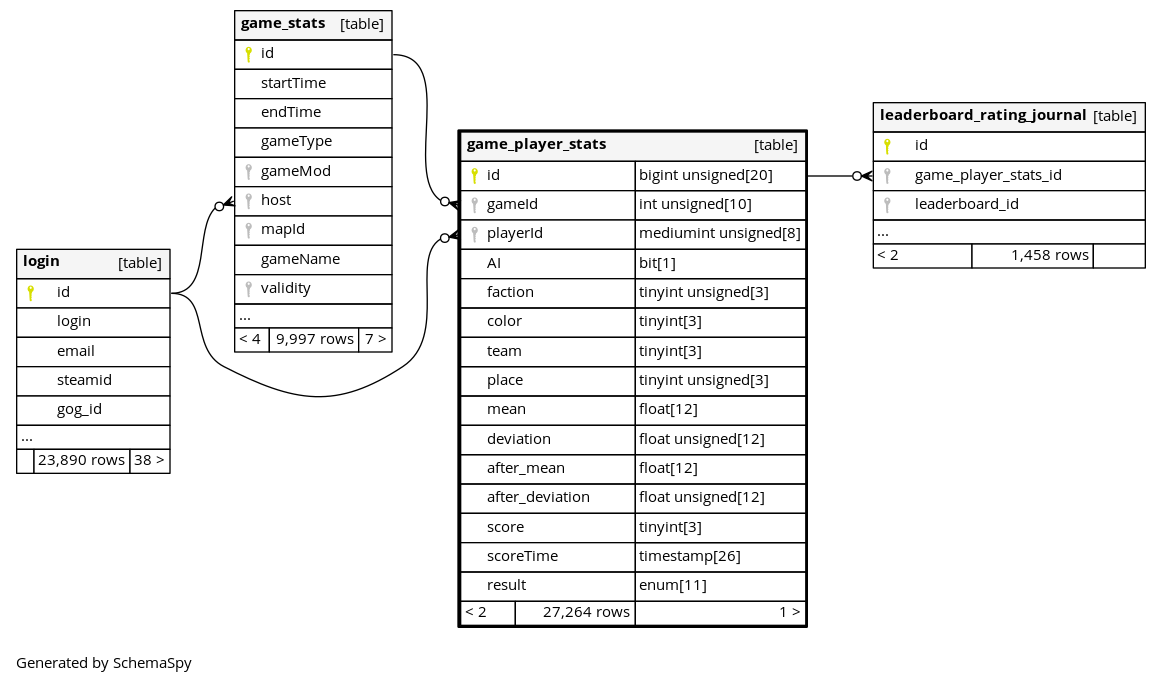 game_stats [table]
id
startTime
endTime
gameType
gameMod
host
mapId
gameName
validity
...
< 4 9,997 rows 7 >
login [table]
id
login
email
steamid
gog_id
...
23,890 rows 38 >
game_player_stats [table]
id bigint unsigned[20]
gameId int unsigned[10]
playerId mediumint unsigned[8]
AI bit[1]
faction tinyint unsigned[3]
color tinyint[3]
team tinyint[3]
place tinyint unsigned[3]
mean float[12]
deviation float unsigned[12]
after_mean float[12]
after_deviation float unsigned[12]
score tinyint[3]
scoreTime timestamp[26]
result enum[11]
< 2 27,264 rows 1 >
leaderboard_rating_journal [table]
id
game_player_stats_id
leaderboard_id
...
< 2 1,458 rows
Generated by SchemaSpy